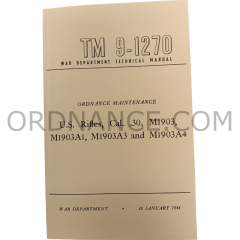 TM 9-1270
WAR DEPARTMENT TECHNICAL MANUAL
ORDNANCE MAINTENANCE
U.S. Rifles, Cal. .30, M1903,
M1903A1, M1903A3 and M1903A4
ORDNANCE.COM
WAR DEPARTMENT • 20 JANUARY 1944